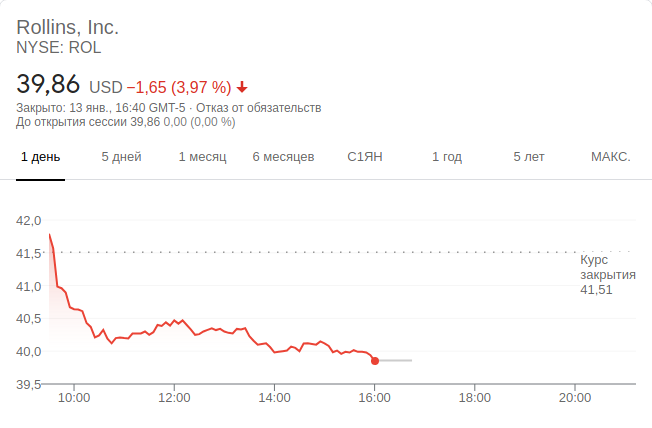 Rollins, Inc.
NYSE: ROL
39,86 USD −1,65 (3,97 %)
Закрыто: 13 янв., 16:40 GMT-5 · Отказ от обязательств
До открытия сессии 39,86 0,00 (0,00 %)
1 день 5 дней 1 месяц 6 месяцев С1ЯН 1 год 5 лет МАКС.
42,0
41,5
Курс
закрытия
41,0
41,51
40,5
40,0
39,5
10:00 12:00 14:00 16:00 18:00 20:00